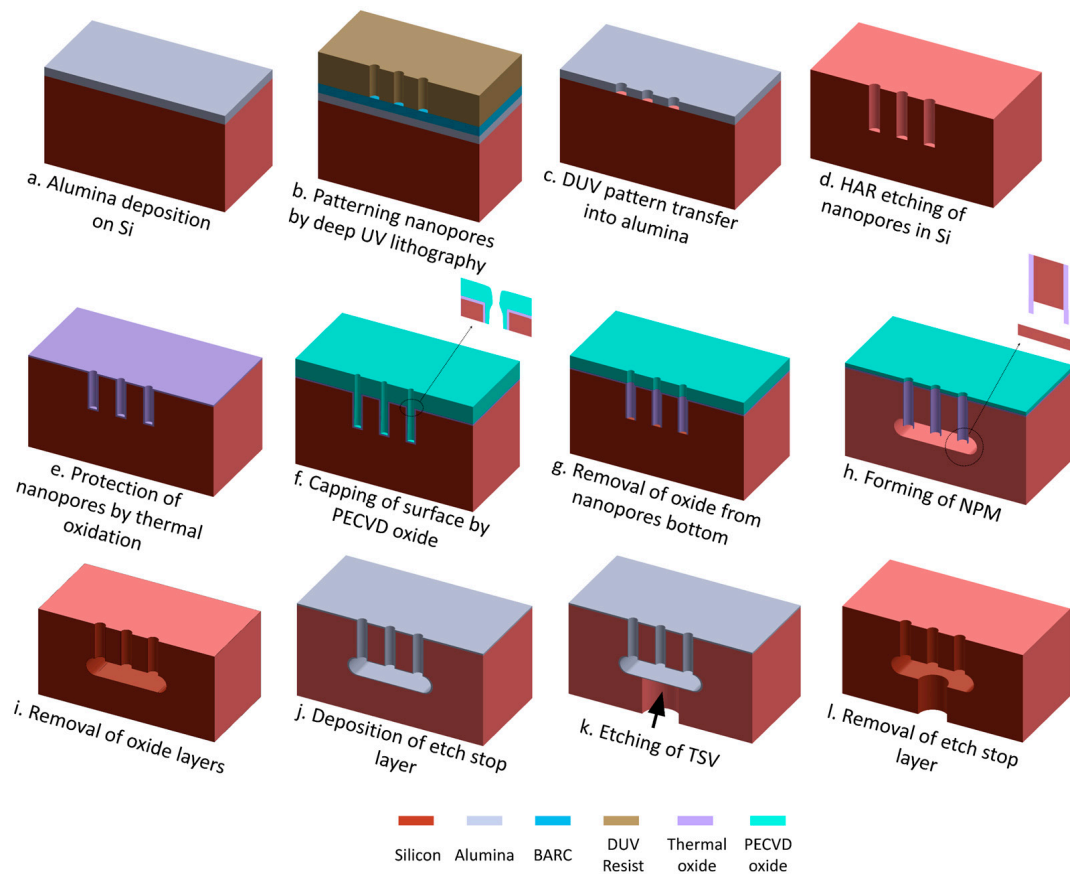 a. Alumina deposition
on Si
b. Patterning nanopores
by deep UV lithography
c. DUV pattern transfer
into alumina
d. HAR etching of
nanopores in Si
e. Protection of
nanopores by thermal
oxidation
f. Capping of surface by
PECVD oxide
g. Removal of oxide from
nanopores bottom
h. Forming of NPM
i. Removal of oxide layers
j. Deposition of etch stop
layer
k. Etching of TSV
l. Removal of etch stop
layer
Silicon
Alumina
BARC
DUV
Resist
Thermal
oxide
PECVD
oxide